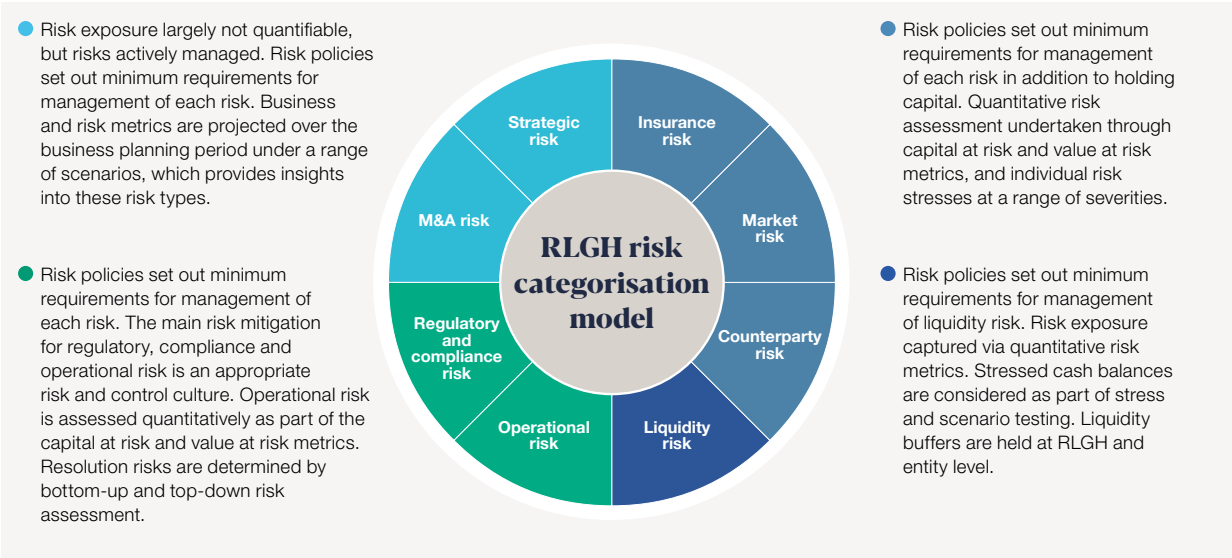 Risk exposure largely not quantifiable,
but risks actively managed. Risk policies
set out minimum requirements for
management of each risk. Business
and risk metrics are projected over the
business planning period under a range
of scenarios, which provides insights
into these risk types.
Risk policies set out minimum
requirements for management of
each risk. The main risk mitigation
for regulatory, compliance and
operational risk is an appropriate
risk and control culture. Operational risk
is assessed quantitatively as part of the
capital at risk and value at risk metrics.
Resolution risks are determined by
bottom-up and top-down risk
assessment.
Strategic
risk
Insurance
risk
M&A risk
Market
risk
RLGH risk
categorisation
model
Regulatory
and
compliance
risk
Counterparty
risk
Operational
risk
Liquidity
risk
Risk policies set out minimum
requirements for management
of each risk in addition to holding
capital. Quantitative risk
assessment undertaken through
capital at risk and value at risk
metrics, and individual risk
stresses at a range of severities.
Risk policies set out minimum
requirements for management
of liquidity risk. Risk exposure
captured via quantitative risk
metrics. Stressed cash balances
are considered as part of stress
and scenario testing. Liquidity
buffers are held at RLGH and
entity level.